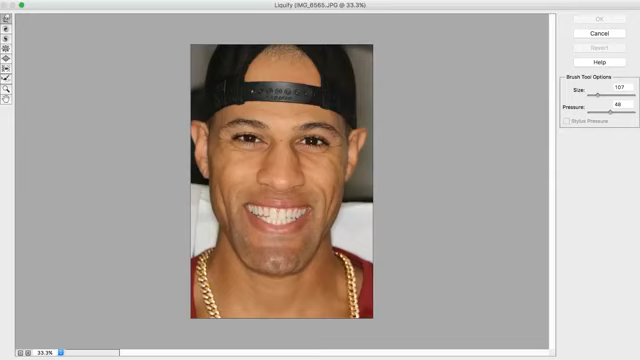 Liquify (IMG_6565.JPG @ 33.3%)
OK
Cancel
Revert
Help
Brush Tool Options
Size: 107
Pressure: 48
Stylus Pressure
33.3%